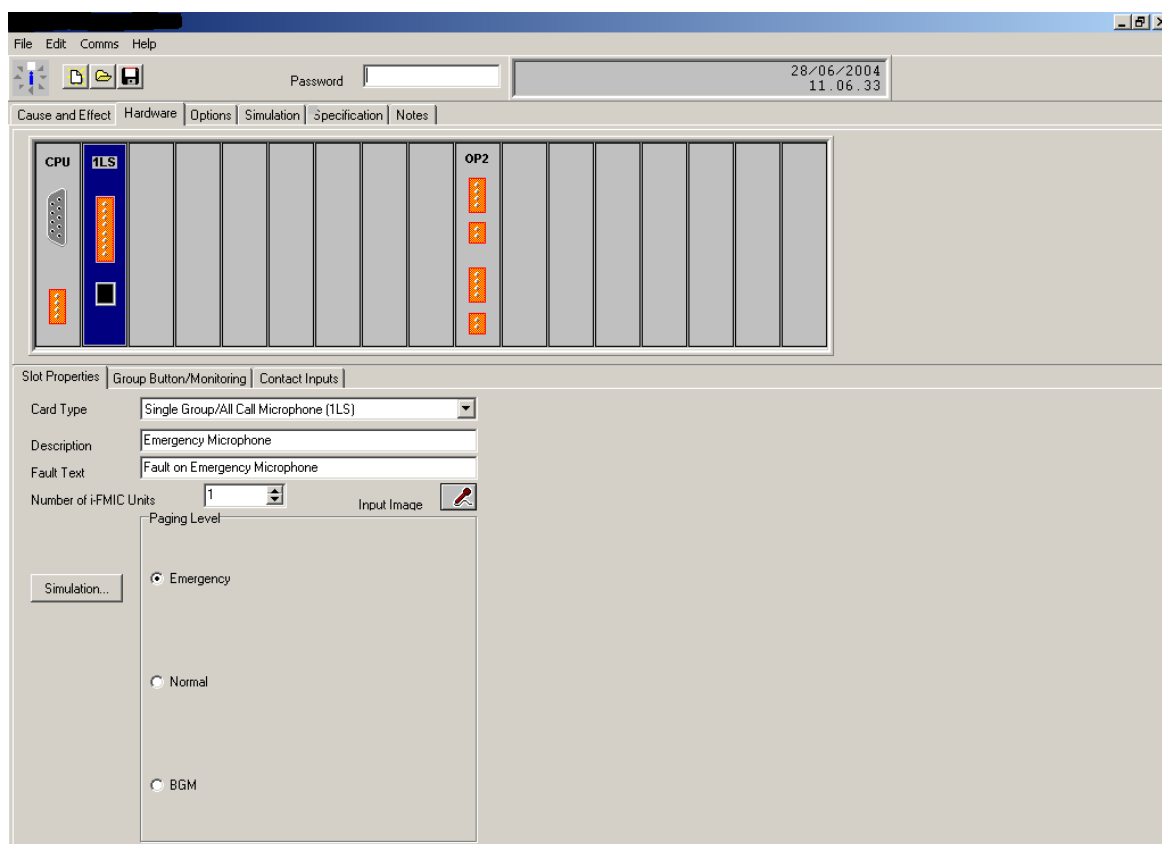 File Edit Comms Help
Password
28/06/2004
11.06.33
Cause and Effect Hardware Options Simulation Specification Notes
CPU 1LS OP2
Slot Properties Group Button/Monitoring Contact Inputs
Card Type Single Group/All Call Microphone (1LS)
Description Emergency Microphone
Fault Text Fault on Emergency Microphone
Number of i-FMIC Units 1 Input Image
Paging Level
Emergency
Simulation...
Normal
BGM